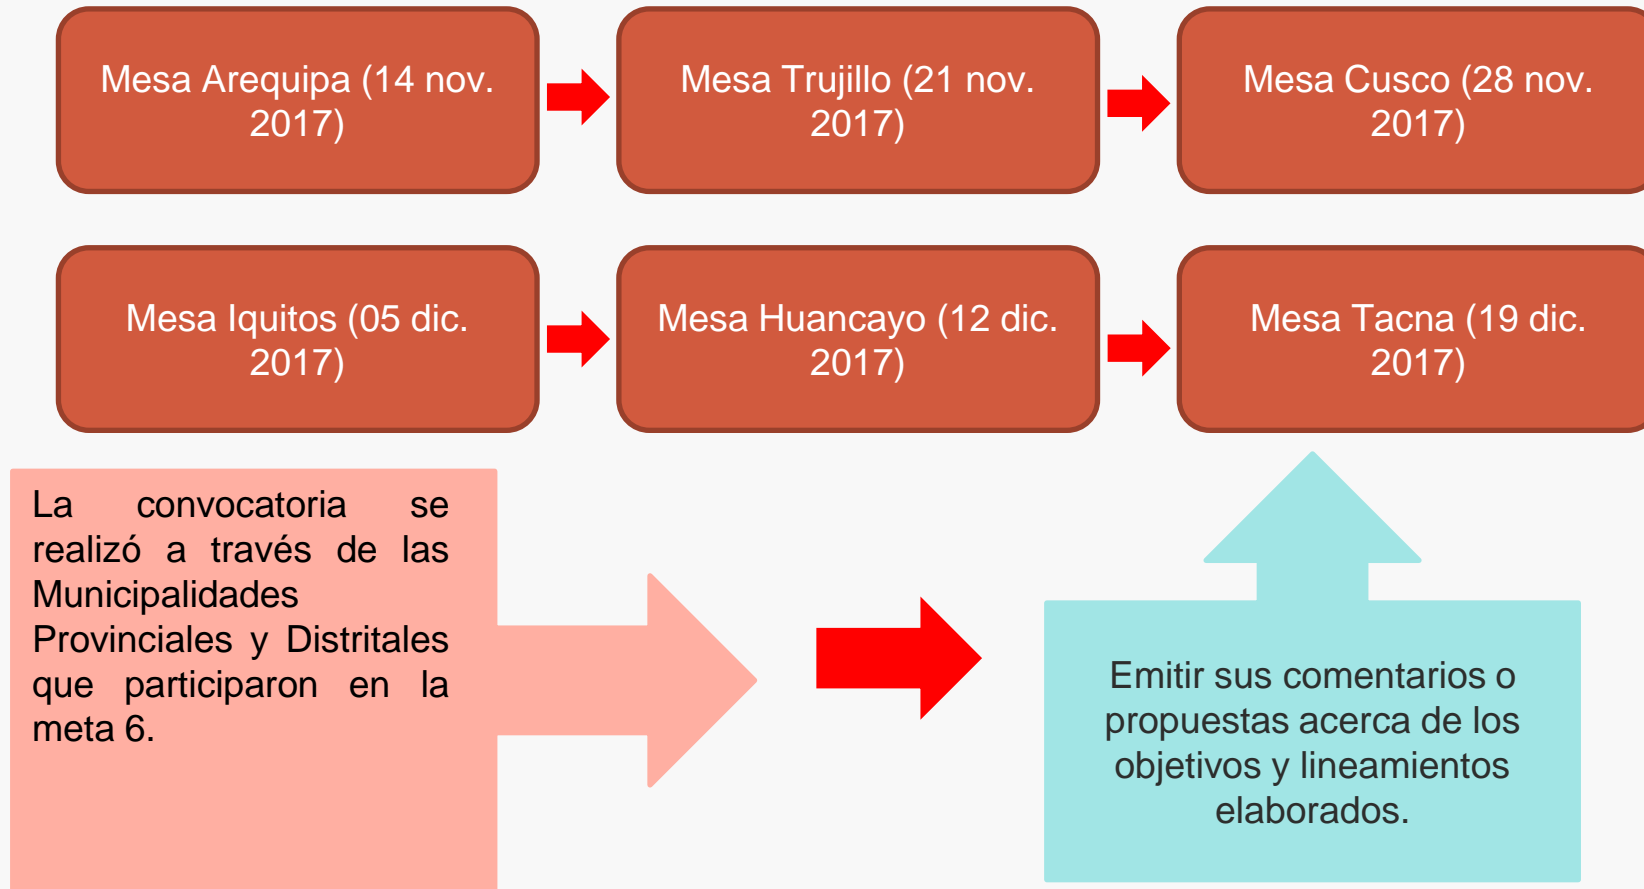 Mesa Arequipa (14 nov.
2017)
Mesa Trujillo (21 nov.
2017)
Mesa Cusco (28 nov.
2017)
Mesa Iquitos (05 dic.
2017)
Mesa Huancayo (12 dic.
2017)
Mesa Tacna (19 dic.
2017)
La convocatoria se
realizó a través de las
Municipalidades
Provinciales y Distritales
que participaron en la
meta 6.
Emitir sus comentarios o
propuestas acerca de los
objetivos y lineamientos
elaborados.